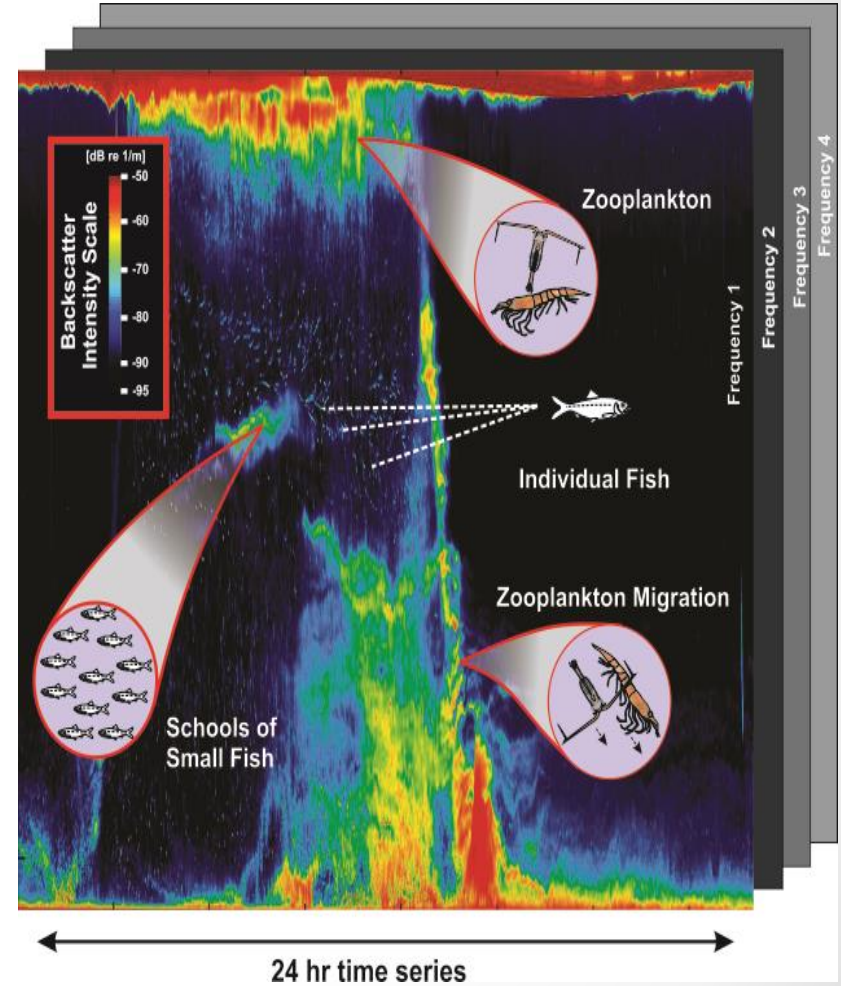 [dB re 1/m]
Backscatter
Intensity Scale
-50
-60
-70
-80
-90
-95
Zooplankton
Individual Fish
Zooplankton Migration
Schools of
Small Fish
Frequency 1
Frequency 2
Frequency 3
Frequency 4
24 hr time series